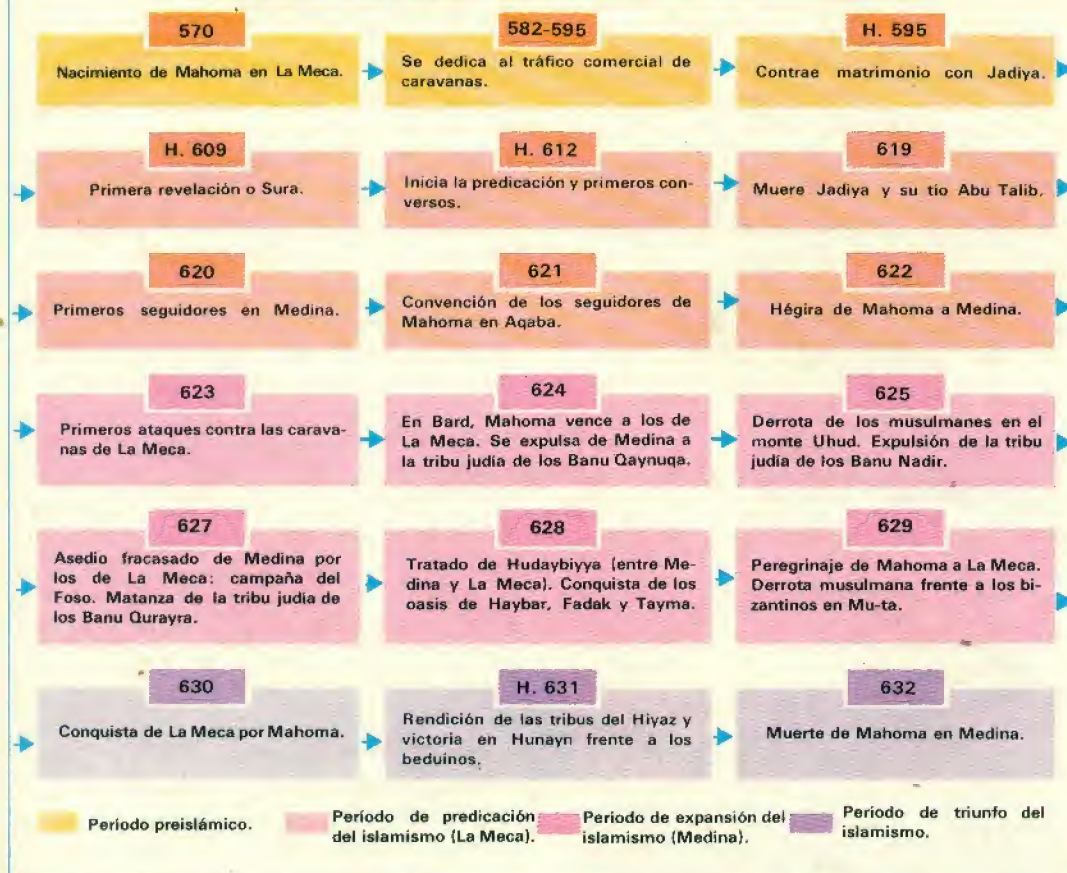 570
Nacimiento de Mahoma en La Meca.
582-595
Se dedica al tráfico comercial de
caravanas.
H. 595
Contrae matrimonio con Jadiya.
H. 609
Primera revelación o Sura.
H. 612
Inicia la predicación y primeros con-
versos.
619
Muere Jadiya y su tío Abu Talib.
620
Primeros seguidores en Medina.
621
Convención de los seguidores de
Mahoma en Aqaba.
622
Hégira de Mahoma a Medina.
623
Primeros ataques contra las carava-
nas de La Meca.
624
En Bard, Mahoma vence a los de
La Meca. Se expulsa de Medina a
la tribu judía de los Banu Qaynuqa.
625
Derrota de los musulmanes en el
monte Uhud. Expulsión de la tribu
judía de los Banu Nadir.
627
Asedio fracasado de Medina por
los de La Meca: campaña del
Foso. Matanza de la tribu judía de
los Banu Qurayra.
628
Tratado de Hudaybiyya (entre Me-
dina y La Meca). Conquista de los
oasis de Haybar, Fadak y Tayma.
629
Peregrinaje de Mahoma a La Meca.
Derrota musulmana frente a los bi-
zantinos en Mu-ta.
630
Conquista de La Meca por Mahoma.
H. 631
Rendición de las tribus del Hiyaz y
victoria en Hunayn frente a los
beduinos.
632
Muerte de Mahoma en Medina.
Período preislámico.
Período de predicación
del islamismo (La Meca).
Período de expansión del
islamismo (Medina).
Período de triunfo del
islamismo.